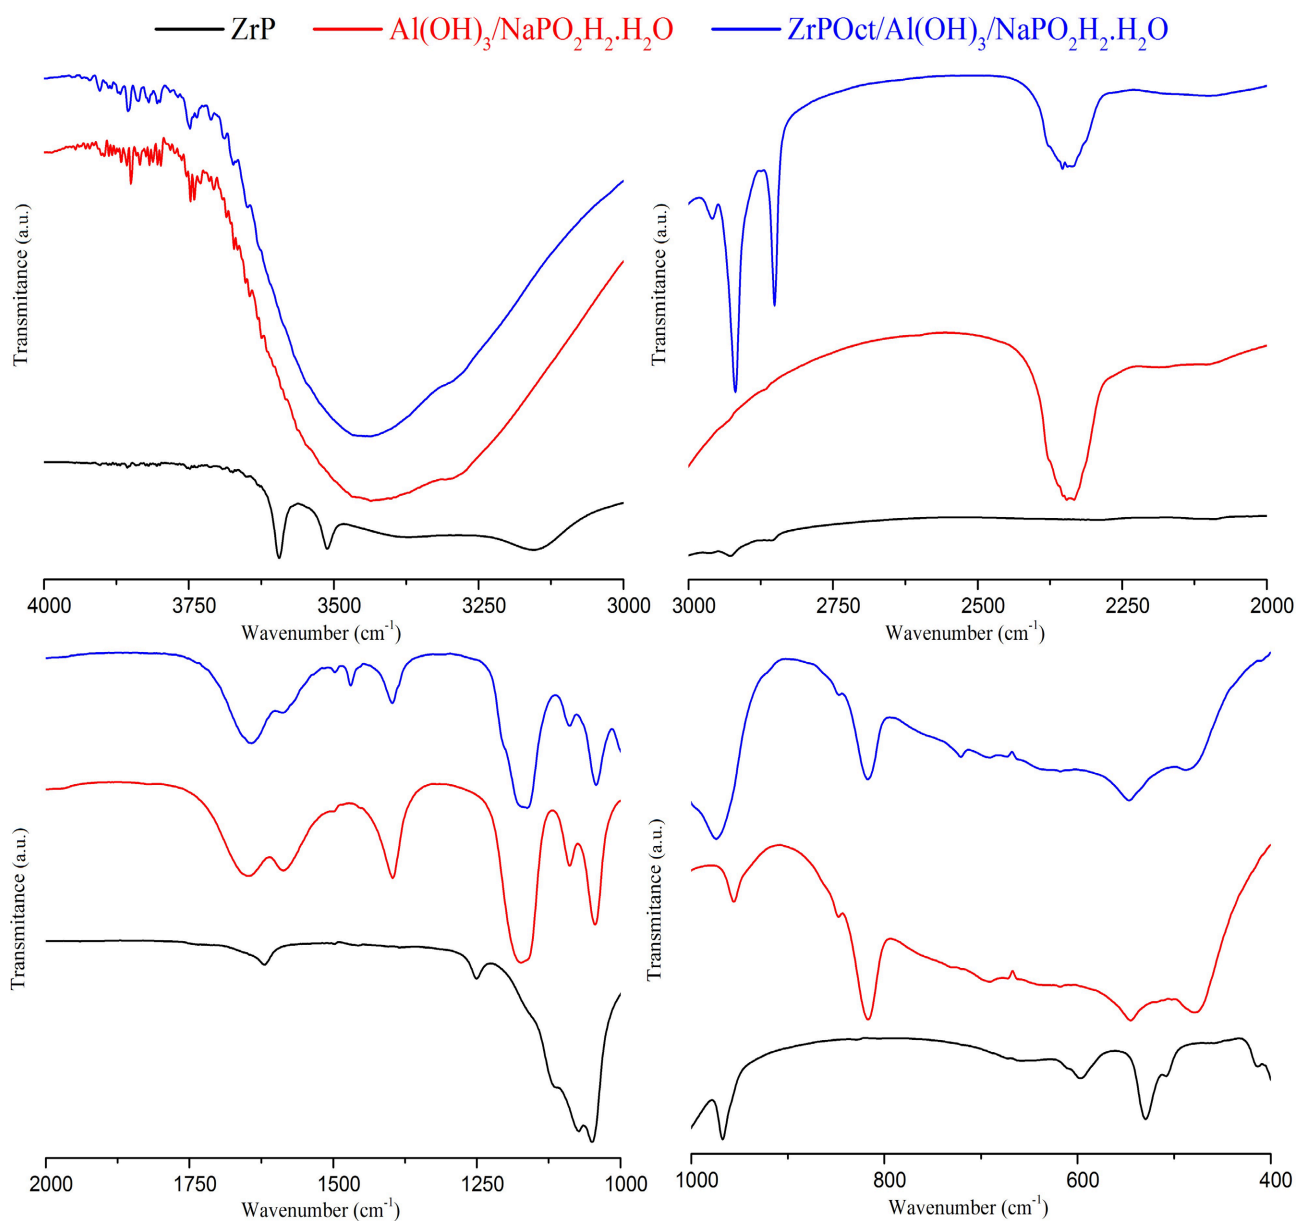 ZrP Al(OH)₃/NaPO₂H₂.H₂O ZrPOct/Al(OH)₃/NaPO₂H₂.H₂O
Transmitance (a.u.)
4000 3750 3500 3250 3000
Wavenumber (cm⁻¹)
Transmitance (a.u.)
3000 2750 2500 2250 2000
Wavenumber (cm⁻¹)
Transmitance (a.u.)
2000 1750 1500 1250 1000
Wavenumber (cm⁻¹)
Transmitance (a.u.)
1000 800 600 400
Wavenumber (cm⁻¹)